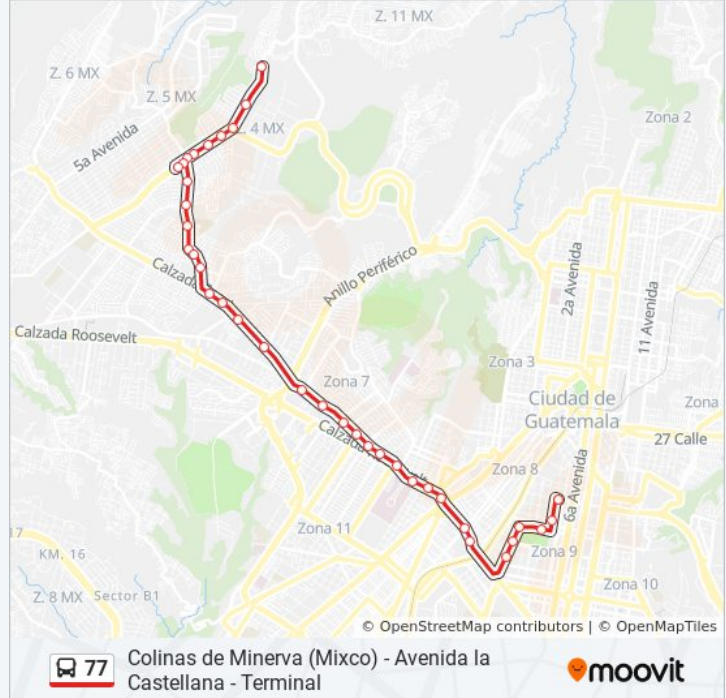 Z. 11 MX
Z. 6 MX
Z. 5 MX
Zona 2
5a Avenida
Z. 4 MX
Anillo Periférico
2a Avenida
11 Avenida
Calzada
Calzada Roosevelt
Zona 3
Zona 7
Ciudad de
Guatemala
Zona
27 Calle
Calzada
Zona 8
6a Avenida
Zona 11
17
KM. 16
Zona 9
Zona 10
Z. 8 MX
Sector B1
© OpenStreetMap contributors | © OpenMapTiles
77
Colinas de Minerva (Mixco) - Avenida la
Castellana - Terminal
moovit